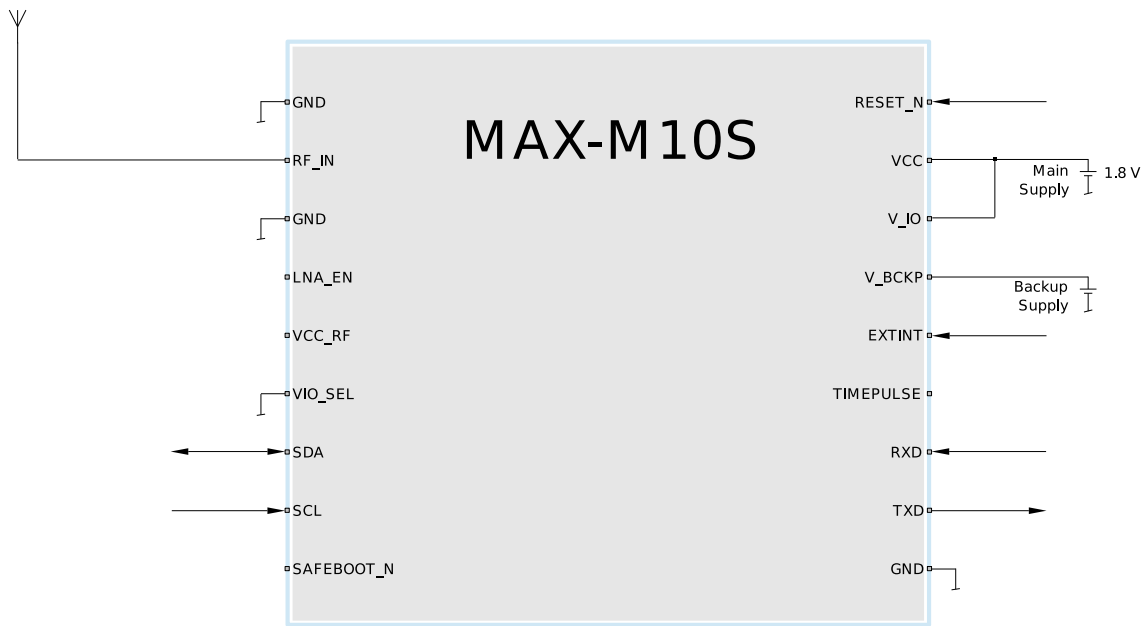 MAX-M10S
GND
RESET_N
RF_IN
VCC
Main
Supply
1.8 V
GND
V_IO
LNA_EN
V_BCKP
Backup
Supply
VCC_RF
EXTINT
VIO_SEL
TIMEPULSE
SDA
RXD
SCL
TXD
SAFEBOOT_N
GND